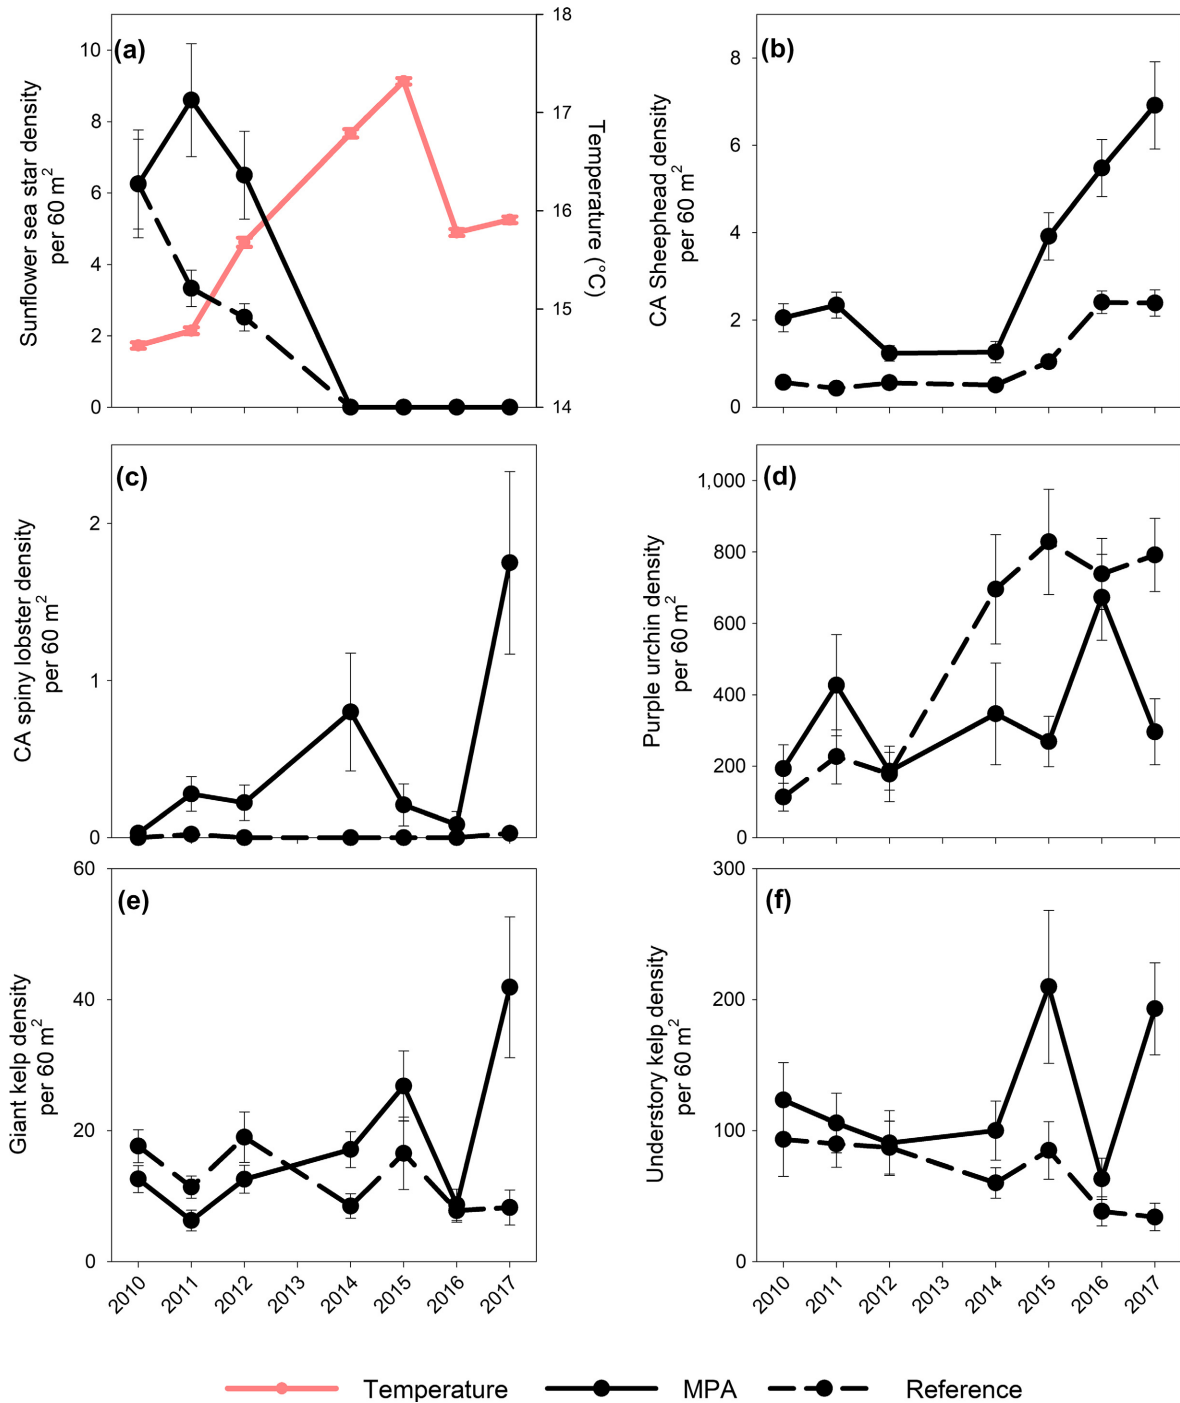 (a)
Sunflower sea star density
per 60 m²
10
8
6
4
2
0
18
17
16
15
14
Temperature (°C)
(b)
CA Sheephead density
per 60 m²
8
6
4
2
0
(c)
CA spiny lobster density
per 60 m²
2
1
0
(d)
Purple urchin density
per 60 m²
1,000
800
600
400
200
0
(e)
Giant kelp density
per 60 m²
60
40
20
0
2010
2011
2012
2013
2014
2015
2016
2017
(f)
Understory kelp density
per 60 m²
300
200
100
0
2010
2011
2012
2013
2014
2015
2016
2017
Temperature MPA Reference